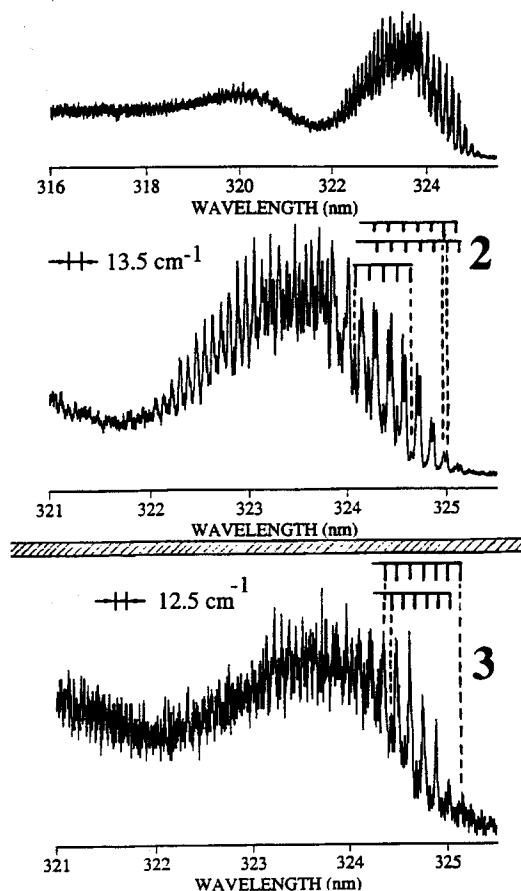 316 318 320 322 324
WAVELENGTH (nm)
13.5 cm-1
2
321 322 323 324 325
WAVELENGTH (nm)
12.5 cm-1
3
321 322 323 324 325
WAVELENGTH (nm)